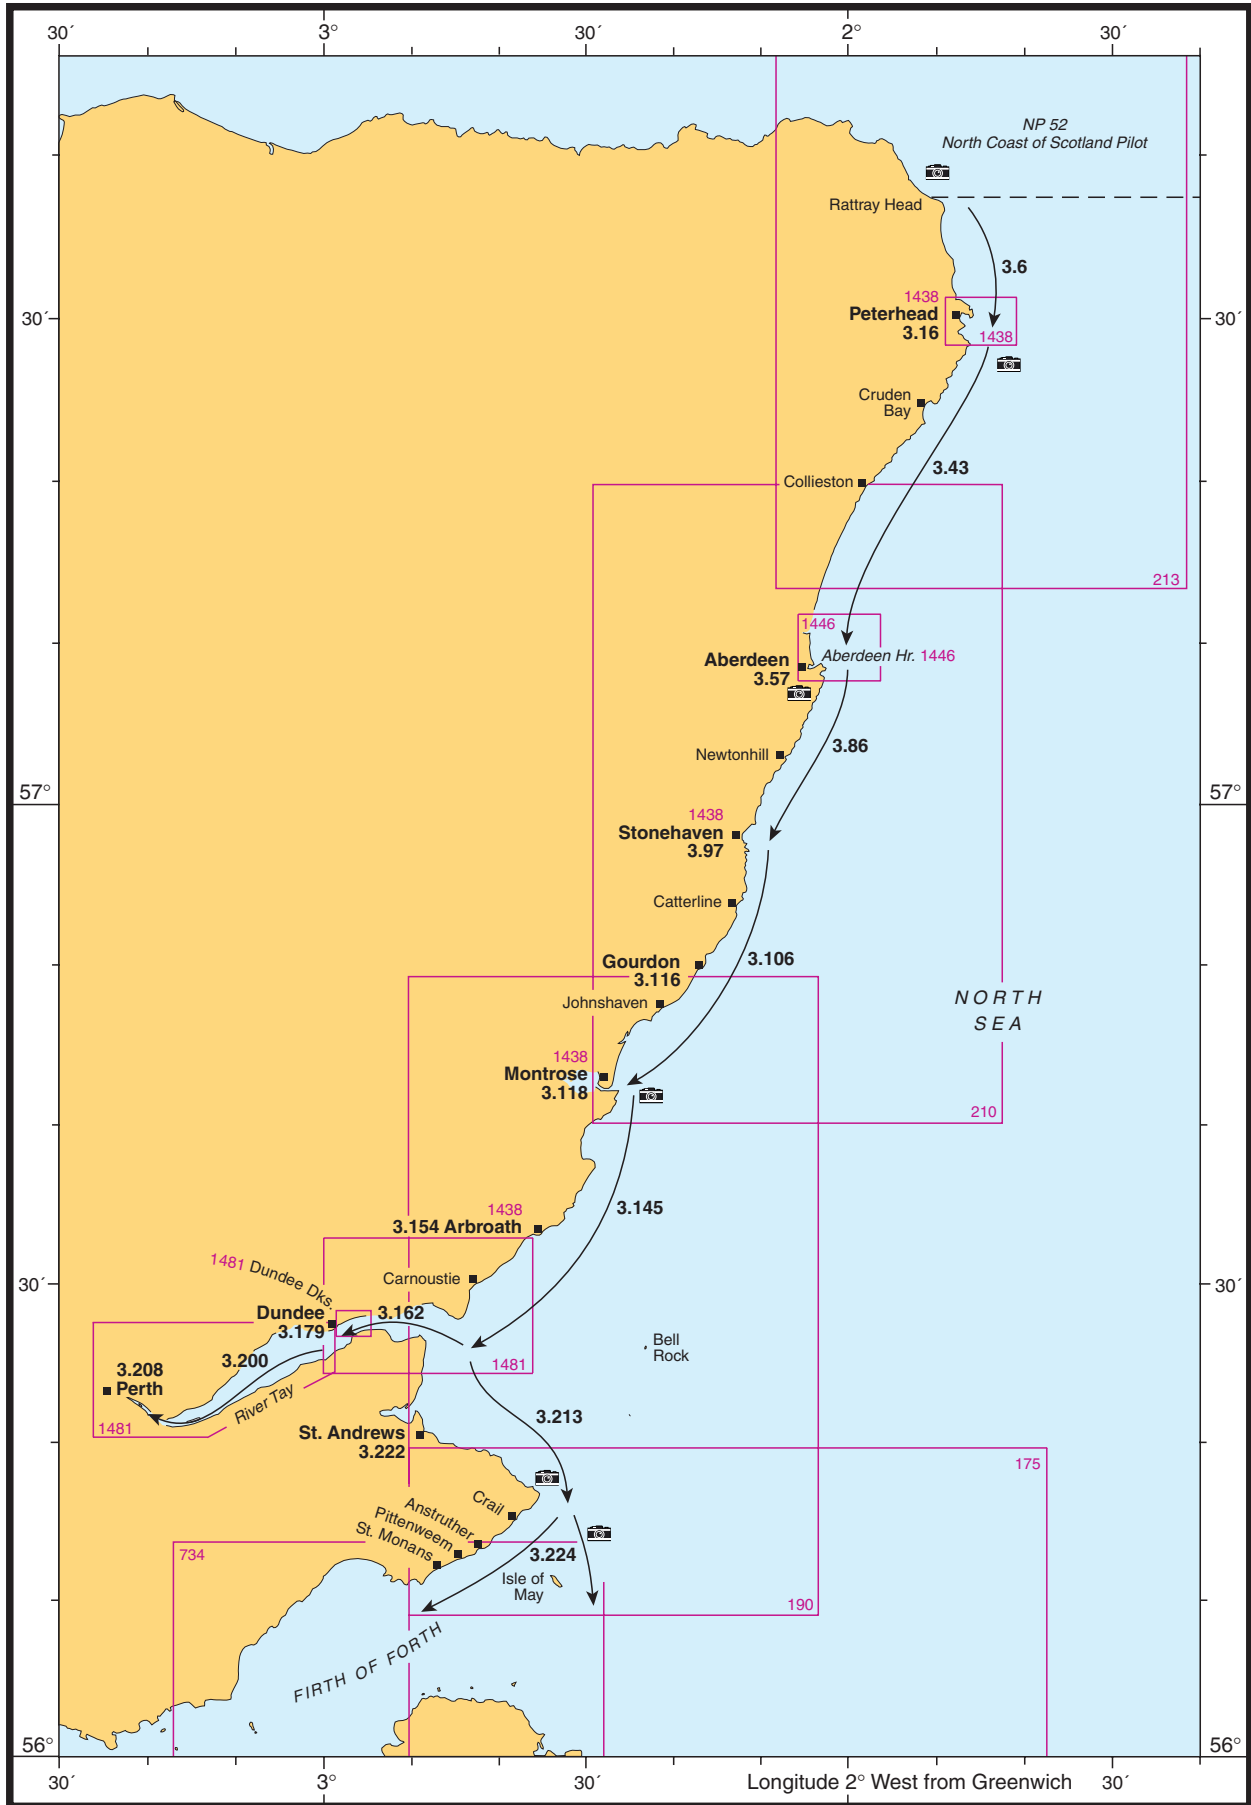 30´ 3° 30´ 2° 30´
NP 52
North Coast of Scotland Pilot
Rattray Head
3.6
1438
30´
Peterhead
3.16
1438
30´
Cruden
Bay
3.43
Collieston
213
1446
Aberdeen
3.57
Aberdeen Hr. 1446
3.86
Newtonhill
57°
57°
1438
Stonehaven
3.97
Catterline
Gourdon
3.116
3.106
Johnshaven
NORTH
SEA
1438
Montrose
3.118
210
3.145
1438
3.154 Arbroath
1481 Dundee Dks.
Carnoustie
30´
30´
Dundee
3.179
3.162
Bell
Rock
1481
3.200
3.208
Perth
River Tay
1481
3.213
St. Andrews
3.222
175
Crail
Anstruther
Pittenweem
St. Monans
734
3.224
Isle of
May
190
FIRTH OF FORTH
56°
56°
30´ 3° 30´ Longitude 2° West from Greenwich 30´